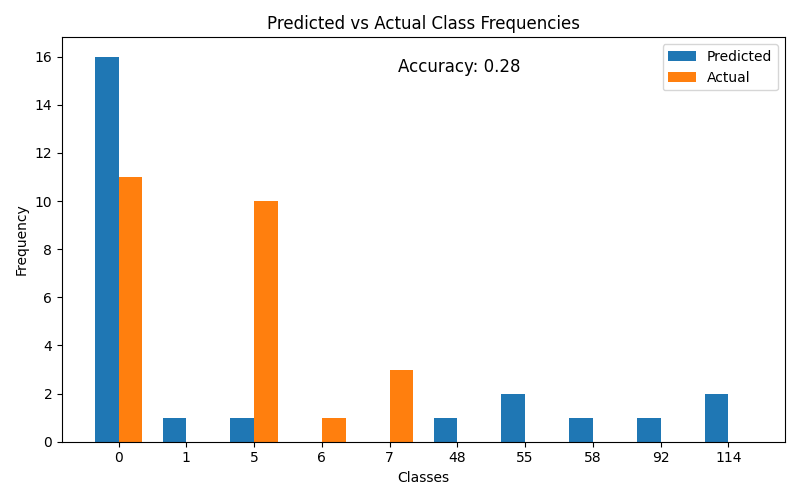 Predicted vs Actual Class Frequencies
Accuracy: 0.28
Predicted
Actual
Frequency
16
14
12
10
8
6
4
2
0
0 1 5 6 7 48 55 58 92 114
Classes